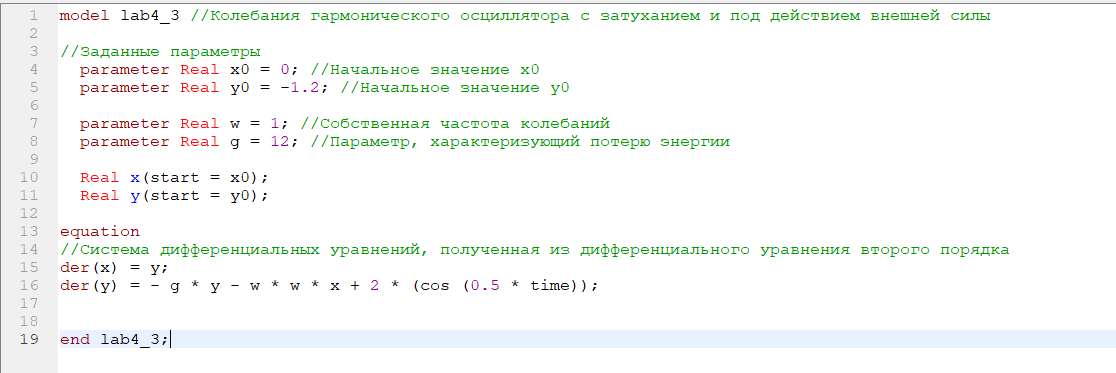 1 model lab4_3 //Колебания гармонического осциллятора с затуханием и под действием внешней силы
2
3 //Заданные параметры
4 parameter Real x0 = 0; //Начальное значение x0
5 parameter Real y0 = -1.2; //Начальное значение y0
6
7 parameter Real w = 1; //Собственная частота колебаний
8 parameter Real g = 12; //Параметр, характеризующий потерю энергии
9
10 Real x(start = x0);
11 Real y(start = y0);
12
13 equation
14 //Система дифференциальных уравнений, полученная из дифференциального уравнения второго порядка
15 der(x) = y;
16 der(y) = - g * y - w * w * x + 2 * (cos (0.5 * time));
17
18
19 end lab4_3;